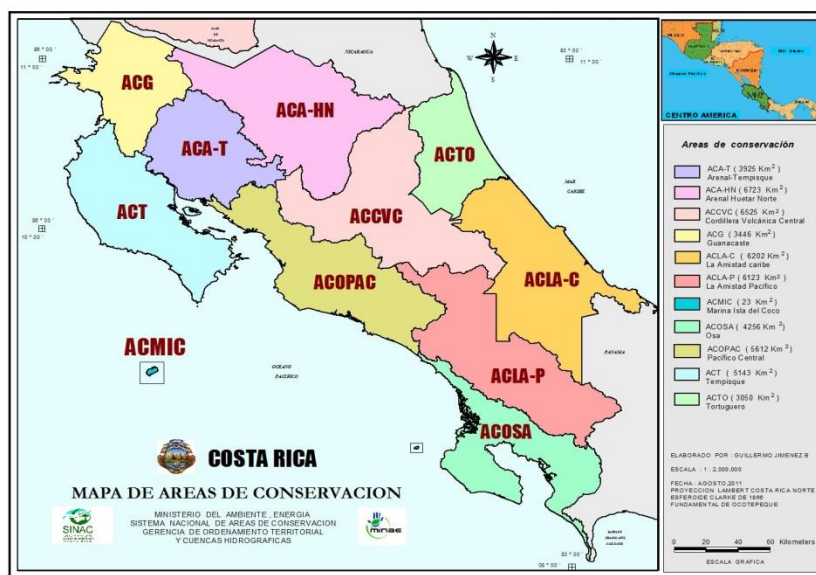 NICARAGUA
N
W E
S
ACG
ACA-HN
ACA-T
ACTO
MAR
CARIBE
ACT
ACCVC
ACOPAC
ACLA-C
ACMIC
OCEANO
PACIFICO
PANAMA
ACLA-P
ACOSA
COSTA RICA
MAPA DE AREAS DE CONSERVACION
MINISTERIO DEL AMBIENTE , ENERGIA
SISTEMA NACIONAL DE AREAS DE CONSERVACION
GERENCIA DE ORDENAMIENTO TERRITORIAL
Y CUENCAS HIDROGRAFICAS
SINAC
minae
CENTRO AMERICA
Areas de conservación
ACA-T ( 3925 Km2 )
Arenal-Tempisque
ACA-HN ( 6723 Km2 )
Arenal Huetar Norte
ACCVC ( 6525 Km2 )
Cordillera Volcánica Central
ACG ( 3446 Km2 )
Guanacaste
ACLA-C ( 6202 Km2 )
La Amistad caribe
ACLA-P ( 6123 Km2 )
La Amistad Pacífico
ACMIC ( 23 Km2 )
Marina Isla del Coco
ACOSA ( 4256 Km2 )
Osa
ACOPAC ( 5612 Km2 )
Pacífico Central
ACT ( 5143 Km2 )
Tempisque
ACTO ( 3050 Km2 )
Tortuguero
ELABORADO POR : GUILLERMO JIMENEZ B
ESCALA : 1 : 2,000,000
FECHA : AGOSTO,2011
PROYECCION LAMBERT COSTA RICA NORTE
ESFEROIDE CLARKE DE 1866
FUNDAMENTAL DE OCOTEPEQUE
0 20 40 60 Kilometers
ESCALA GRAFICA